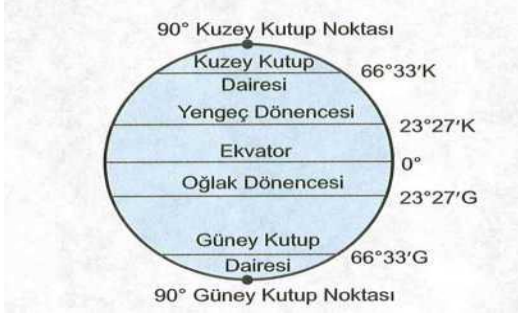 90° Kuzey Kutup Noktası
Kuzey Kutup
Dairesi
66°33'K
Yengeç Dönencesi
23°27'K
Ekvator
0°
Oğlak Dönencesi
23°27'G
Güney Kutup
Dairesi
66°33'G
90° Güney Kutup Noktası